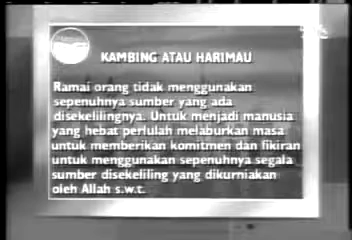 KAMBING ATAU HARIMAU
Ramai orang tidak menggunakan
sepenuhnya sumber yang ada
disekelilingnya. Untuk menjadi manusia
yang hebat perlulah melaburkan masa
untuk memberikan komitmen dan fikiran
untuk menggunakan sepenuhnya segala
sumber disekeliling yang dikurniakan
oleh Allah s.w.t.